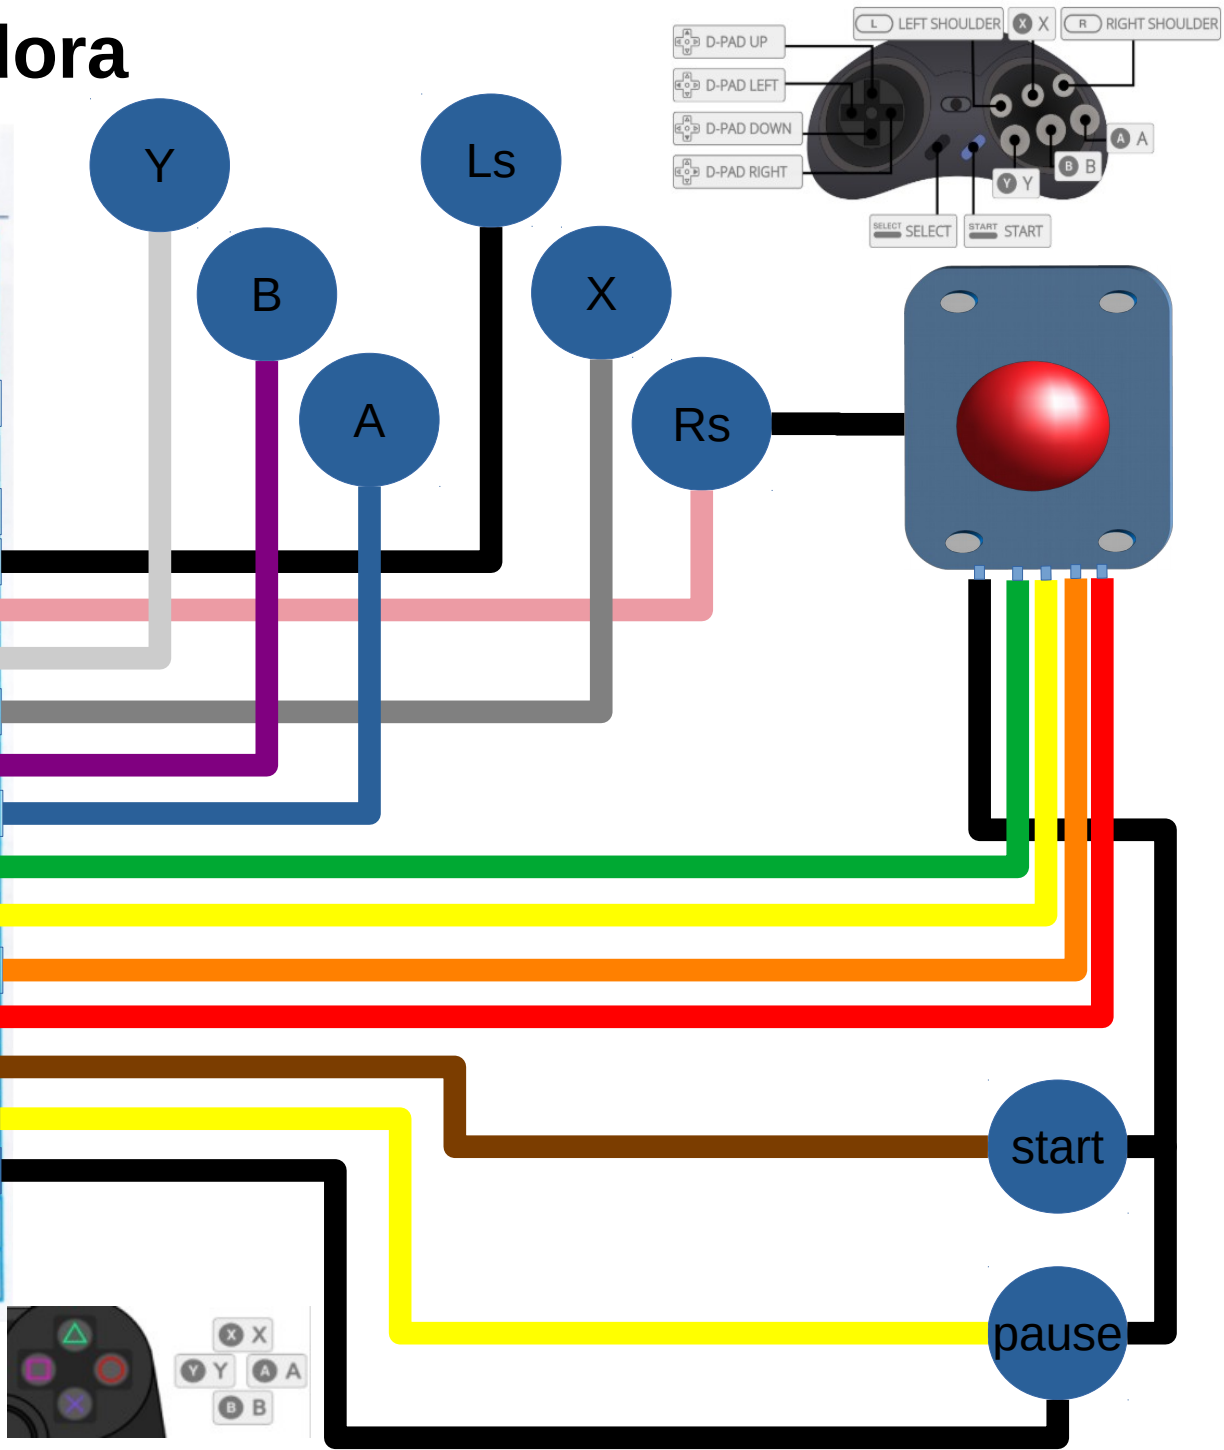 dora
L LEFT SHOULDER
X X
R RIGHT SHOULDER
D-PAD UP
D-PAD LEFT
D-PAD DOWN
D-PAD RIGHT
A A
B B
Y Y
SELECT SELECT
START START
Y
Ls
B
X
A
Rs
start
pause
X X
Y Y
A A
B B